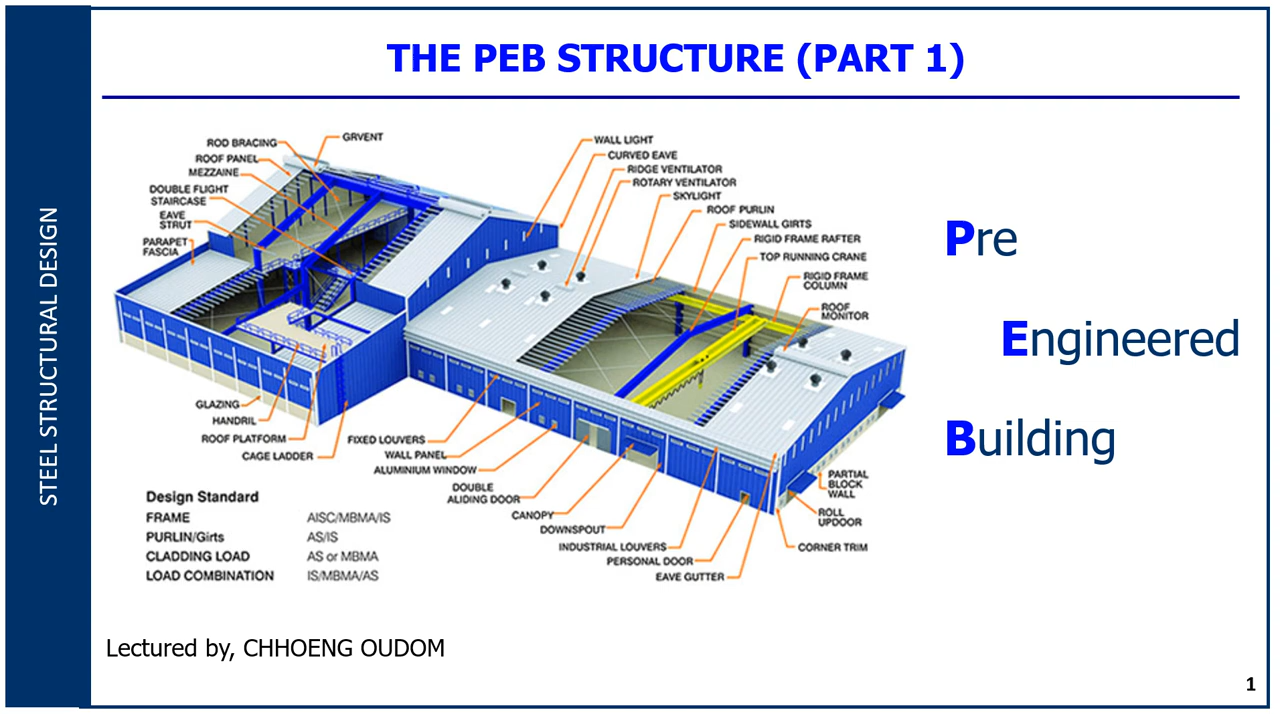 THE PEB STRUCTURE (PART 1)
STEEL STRUCTURAL DESIGN
GRVENT
ROD BRACING
ROOF PANEL
MEZZAINE
DOUBLE FLIGHT
STAIRCASE
EAVE
STRUT
PARAPET
FASCIA
WALL LIGHT
CURVED EAVE
RIDGE VENTILATOR
ROTARY VENTILATOR
SKYLIGHT
ROOF PURLIN
SIDEWALL GIRTS
RIGID FRAME RAFTER
TOP RUNNING CRANE
RIGID FRAME
COLUMN
ROOF
MONITOR
GLAZING
HANDRIL
ROOF PLATFORM
CAGE LADDER
FIXED LOUVERS
WALL PANEL
ALUMINIUM WINDOW
DOUBLE
ALIDING DOOR
CANOPY
DOWNSPOUT
INDUSTRIAL LOUVERS
PERSONAL DOOR
EAVE GUTTER
PARTIAL
BLOCK
WALL
ROLL
UPDOOR
CORNER TRIM
Pre
Engineered
Building
Design Standard
FRAME AISC/MBMA/IS
PURLIN/Girts AS/IS
CLADDING LOAD AS or MBMA
LOAD COMBINATION IS/MBMA/AS
Lectured by, CHHOENG OUDOM
1